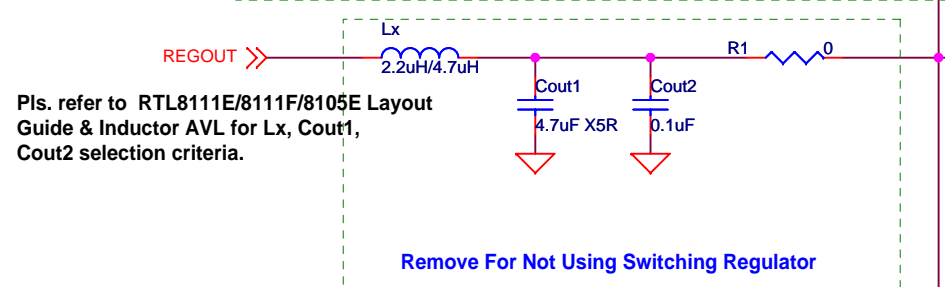 Lx
REGOUT
2.2uH/4.7uH
R1
0
Pls. refer to RTL8111E/8111F/8105E Layout
Guide & Inductor AVL for Lx, Cout1,
Cout2 selection criteria.
Cout1
4.7uF X5R
Cout2
0.1uF
Remove For Not Using Switching Regulator